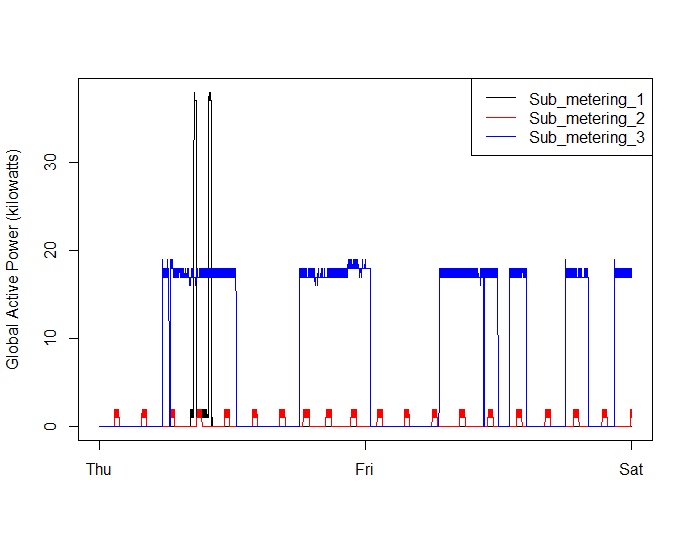 Sub_metering_1
Sub_metering_2
Sub_metering_3
Global Active Power (kilowatts)
30
20
10
0
Thu Fri Sat